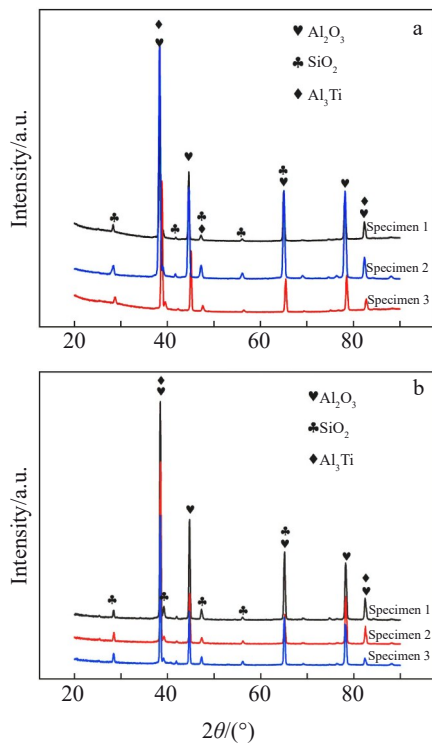 a
♥ Al₂O₃
♣ SiO₂
♦ Al₃Ti
Intensity/a.u.
Specimen 1
Specimen 2
Specimen 3
20 40 60 80
b
♥ Al₂O₃
♣ SiO₂
♦ Al₃Ti
Intensity/a.u.
Specimen 1
Specimen 2
Specimen 3
20 40 60 80
2θ/(°)